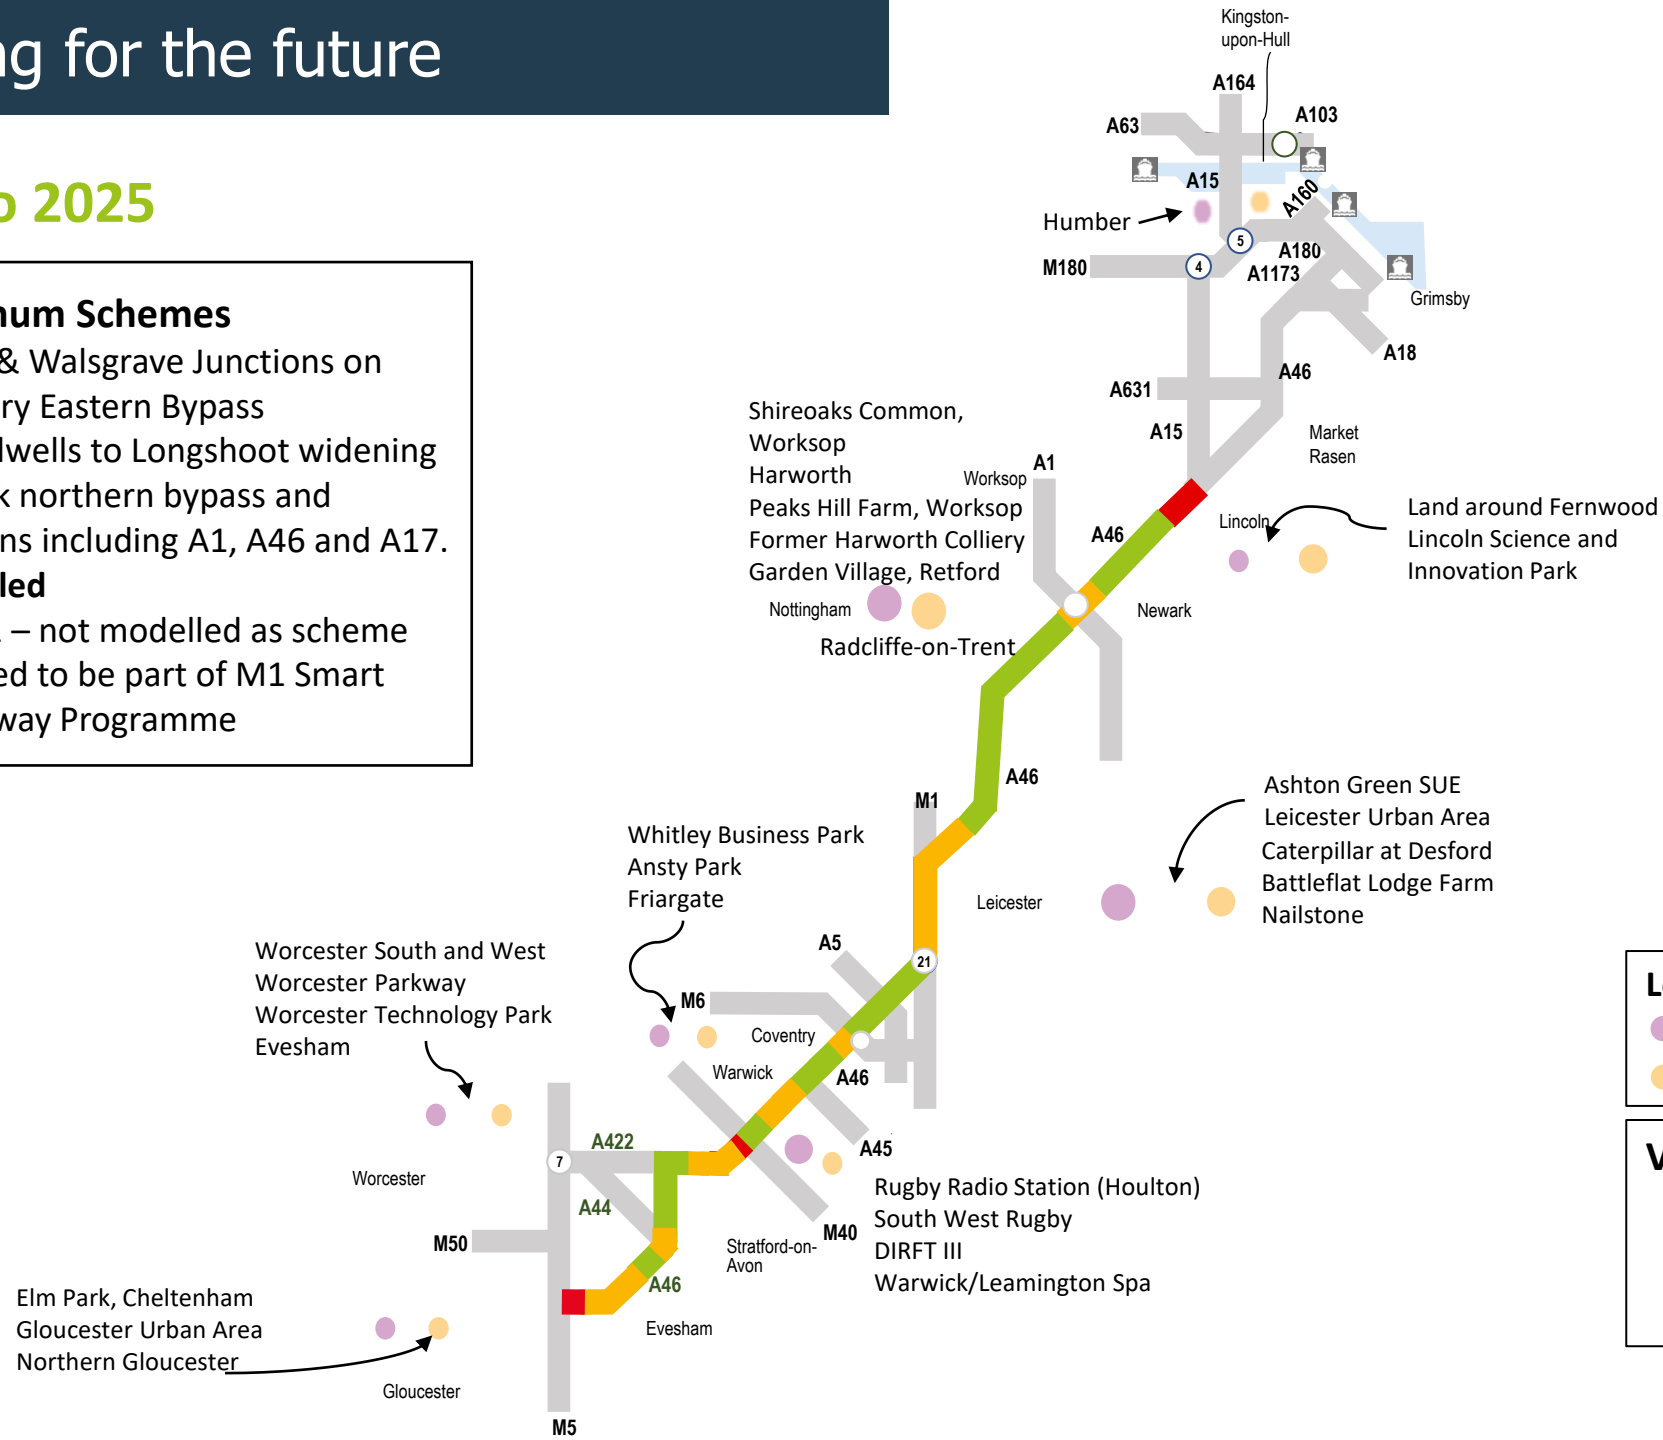 ng for the future
o 2025
num Schemes
& Walsgrave Junctions on
ry Eastern Bypass
lwells to Longshoot widening
k northern bypass and
ns including A1, A46 and A17.
led
– not modelled as scheme
ed to be part of M1 Smart
way Programme
Kingston-
upon-Hull
A164
A63
A103
A15
A160
Humber
5
A180
M180
4
A1173
Grimsby
A18
A46
A631
A15
Market
Rasen
Shireoaks Common,
Worksop
Harworth
Peaks Hill Farm, Worksop
Former Harworth Colliery
Garden Village, Retford
Worksop
A1
Nottingham
Radcliffe-on-Trent
A46
Lincoln
Land around Fernwood
Lincoln Science and
Innovation Park
Newark
A46
M1
Ashton Green SUE
Leicester Urban Area
Caterpillar at Desford
Battleflat Lodge Farm
Nailstone
Leicester
Whitley Business Park
Ansty Park
Friargate
A5
21
M6
Coventry
Warwick
A46
A45
Worcester South and West
Worcester Parkway
Worcester Technology Park
Evesham
A422
7
Worcester
A44
M50
Stratford-on-
Avon
M40
Rugby Radio Station (Houlton)
South West Rugby
DIRFT III
Warwick/Leamington Spa
A46
Evesham
Elm Park, Cheltenham
Gloucester Urban Area
Northern Gloucester
Gloucester
M5
L
V